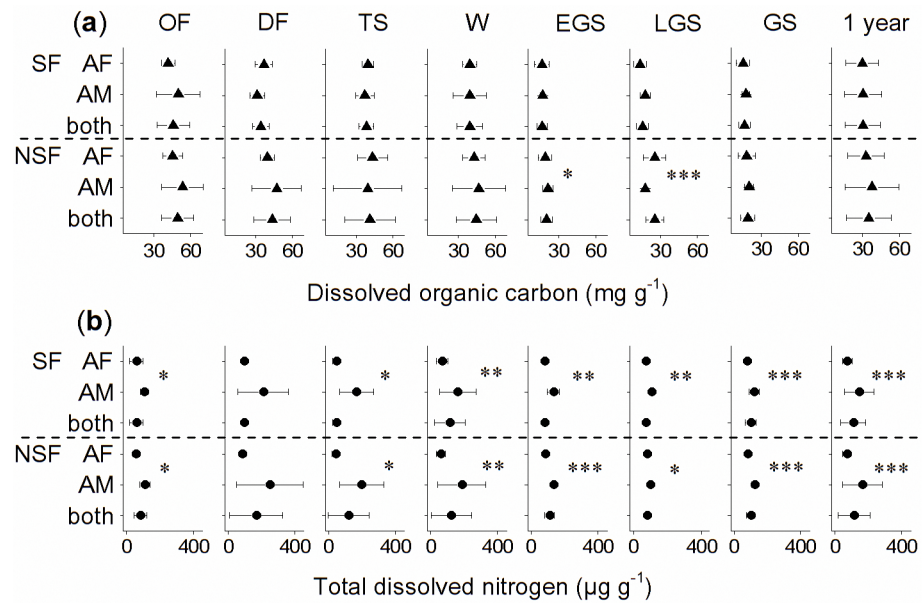 (a) OF DF TS W EGS LGS GS 1 year
SF AF
AM
both
NSF AF
* ***
AM
both
30 60 30 60 30 60 30 60 30 60 30 60 30 60 30 60
Dissolved organic carbon (mg g⁻¹)
(b)
SF AF
* * ** ** ** *** ***
AM
both
NSF AF
* * ** *** * *** ***
AM
both
0 400 0 400 0 400 0 400 0 400 0 400 0 400 0 400
Total dissolved nitrogen (µg g⁻¹)